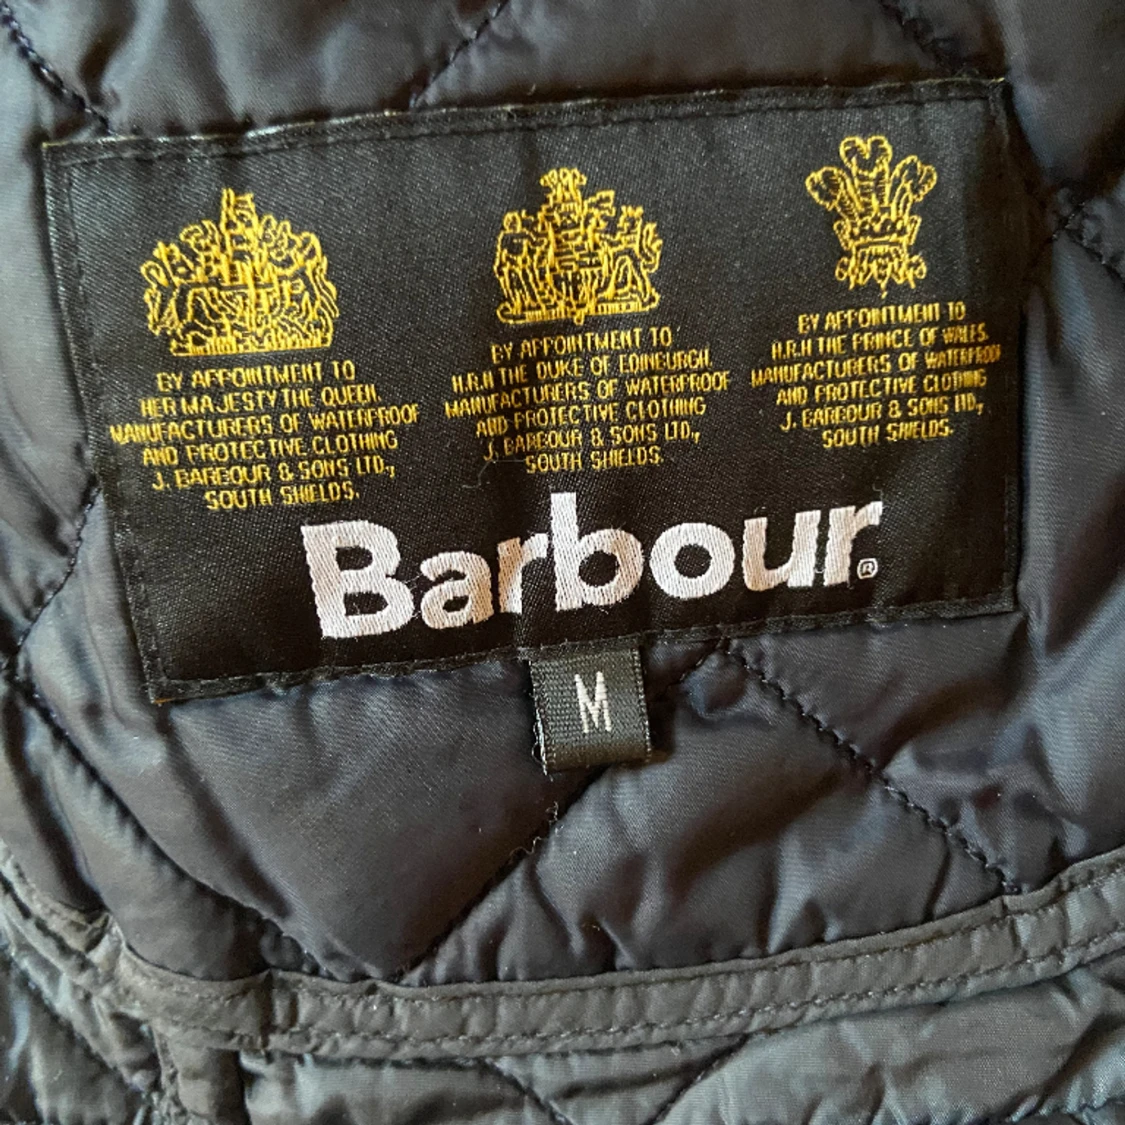 BY APPOINTMENT TO
HER MAJESTY THE QUEEN.
MANUFACTURERS OF WATERPROOF
AND PROTECTIVE CLOTHING
J. BARBOUR & SONS LTD.,
SOUTH SHIELDS.
BY APPOINTMENT TO
H.R.H THE DUKE OF EDINBURGH.
MANUFACTURERS OF WATERPROOF
AND PROTECTIVE CLOTHING
J. BARBOUR & SONS LTD.,
SOUTH SHIELDS.
BY APPOINTMENT TO
H.R.H THE PRINCE OF WALES.
MANUFACTURERS OF WATERPROOF
AND PROTECTIVE CLOTHING
J. BARBOUR & SONS LTD.,
SOUTH SHIELDS.
Barbour®
M